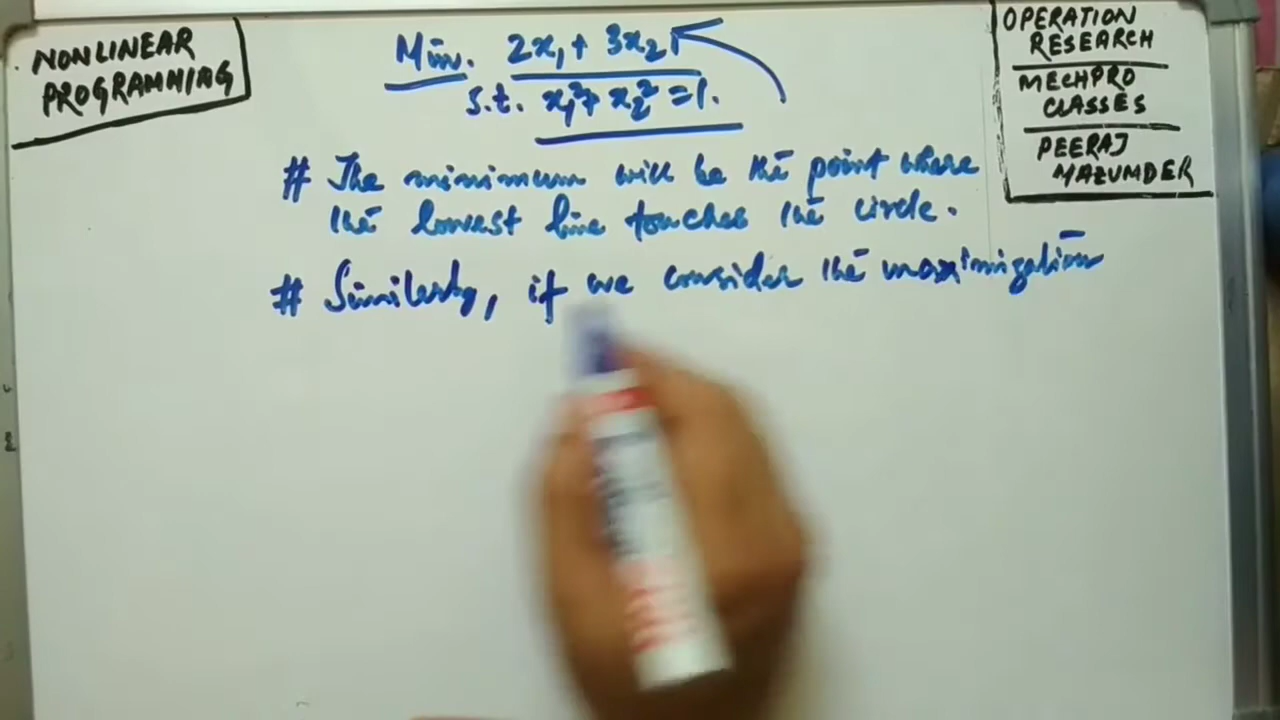 NONLINEAR
PROGRAMMING
Min. 2x₁ + 3x₂
s.t. x₁² + x₂² = 1.
OPERATION
RESEARCH
MECHPRO
CLASSES
PEERAJ
MAZUMDER
# The minimum will be the point where
the lowest line touches the circle.
# Similarly, if we consider the maximization